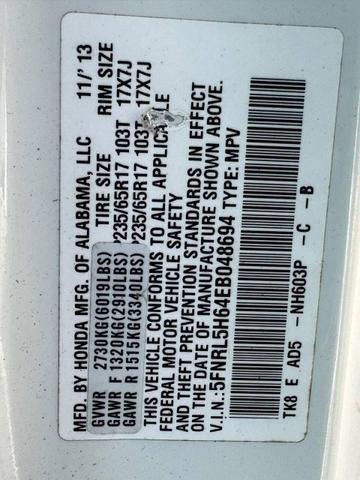 MFD. BY HONDA MFG. OF ALABAMA, LLC 11/'13
TIRE SIZE RIM SIZE
GVWR 2730KG(6019LBS)
GAWR F 1320KG(2910LBS) P235/65R17 103T 17X7J
GAWR R 1515KG(3340LBS) P235/65R17 103T 17X7J
THIS VEHICLE CONFORMS TO ALL APPLICABLE
FEDERAL MOTOR VEHICLE SAFETY
AND THEFT PREVENTION STANDARDS IN EFFECT
ON THE DATE OF MANUFACTURE SHOWN ABOVE.
V.I.N.:5FNRL5H64EB048694 TYPE: MPV
TK8 E AD5 -NH603P -C -B